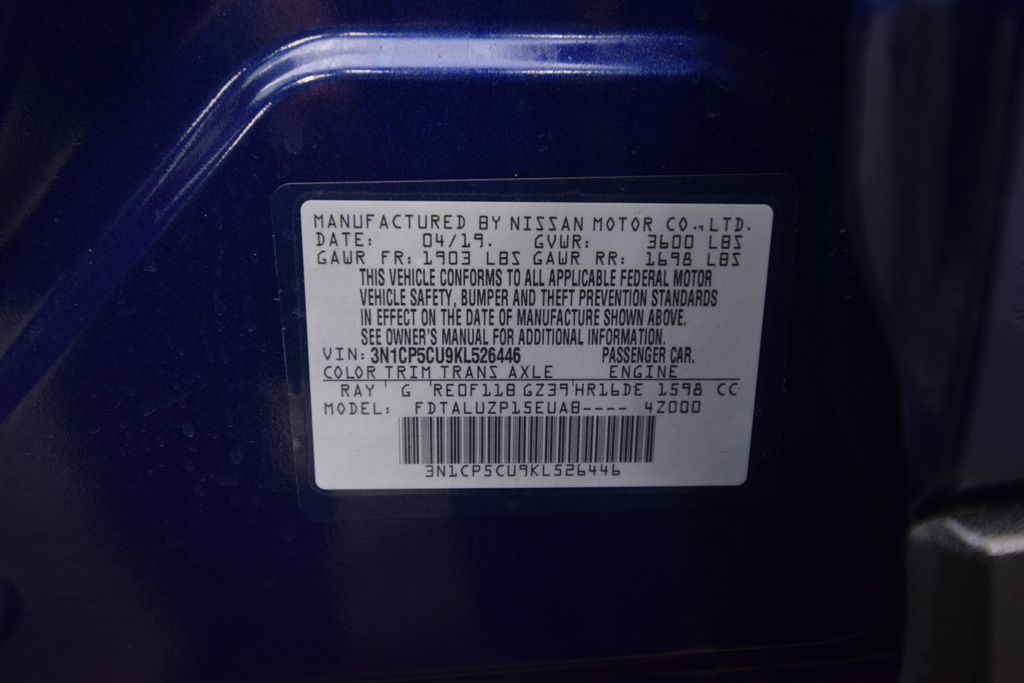 MANUFACTURED BY NISSAN MOTOR CO., LTD.
DATE: 04/19. GVWR: 3600 LBS
GAWR FR: 1903 LBS GAWR RR: 1698 LBS
THIS VEHICLE CONFORMS TO ALL APPLICABLE FEDERAL MOTOR
VEHICLE SAFETY, BUMPER AND THEFT PREVENTION STANDARDS
IN EFFECT ON THE DATE OF MANUFACTURE SHOWN ABOVE.
SEE OWNER'S MANUAL FOR ADDITIONAL INFORMATION.
VIN: 3N1CP5CU9KL526446 PASSENGER CAR.
COLOR TRIM TRANS AXLE ENGINE
RAY ' G 'RE0F11B GZ39'HR16DE 1598 CC
MODEL: FDTALUZP15EUAB---- 4Z000
3N1CP5CU9KL526446